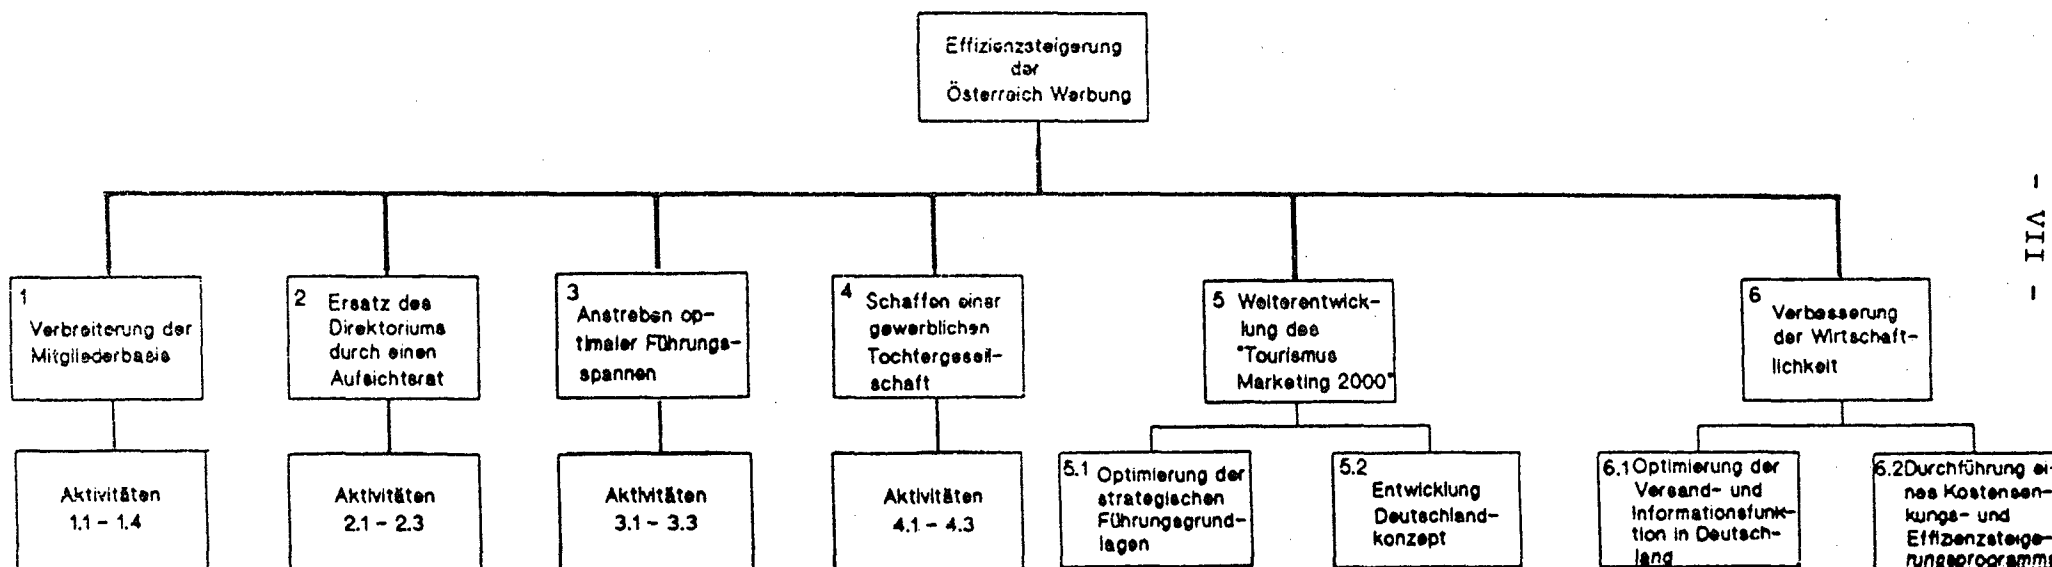 Effizienzsteigerung
der
Österreich Werbung
- VII -
1
Verbreiterung der
Mitgliederbasis
2 Ersatz des
Direktoriums
durch einen
Aufsichtsrat
3
Anstreben op-
timaler Führungs-
spannen
4 Schaffen einer
gewerblichen
Tochtergesell-
schaft
5 Weiterentwick-
lung des
"Tourismus
Marketing 2000"
6
Verbesserung
der Wirtschaft-
lichkeit
Aktivitäten
1.1 - 1.4
Aktivitäten
2.1 - 2.3
Aktivitäten
3.1 - 3.3
Aktivitäten
4.1 - 4.3
5.1 Optimierung der
strategischen
Führungsgrund-
lagen
5.2
Entwicklung
Deutschland-
konzept
6.1 Optimierung der
Versand- und
Informationsfunk-
tion in Deutsch-
lang
6.2 Durchführung ei-
nes Kostensen-
kungs- und
Effizienzsteige-
rungsprogramms